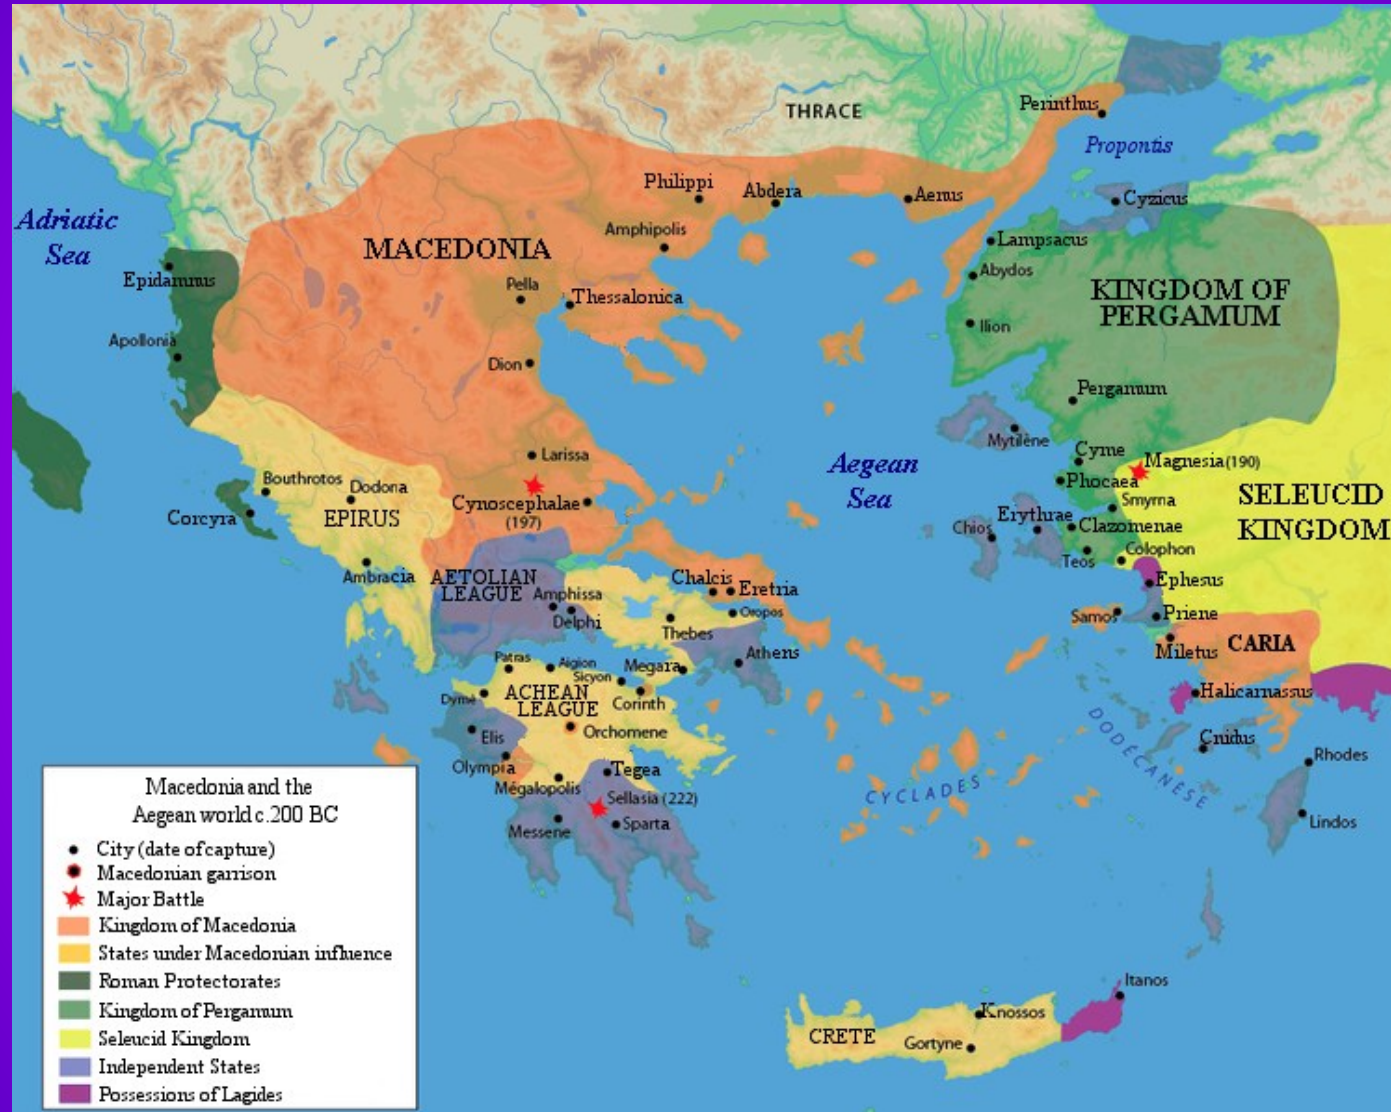 THRACE
Perinthus
Propontis
Philippi
Abdera
Aenus
Cyzicus
Adriatic
Sea
Amphipolis
MACEDONIA
Lampsacus
Abydos
Epidamnus
Pella
Thessalonica
KINGDOM OF
PERGAMUM
Ilion
Apollonia
Dion
Pergamum
Mytilène
Larissa
Aegean
Sea
Cyme
Magnesia (190)
Bouthrotos
Dodona
Phocaea
Cynoscephalae
(197)
Smyrna
SELEUCID
KINGDOM
Corcyra
EPIRUS
Chios
Erythrae
Clazomenae
Colophon
Teos
Ambracia
AETOLIAN
LEAGUE
Chalcis
Eretria
Ephesus
Amphissa
Delphi
Oropos
Samos
Priene
Thebes
Athens
Miletus
CARIA
Patras
Aigion
Megara
Sicyon
Dymé
ACHEAN
LEAGUE
Corinth
Halicarnassus
Elis
Orchomene
DODÉCANÈSE
Cnidus
Olympia
Tegea
Rhodes
Mégalopolis
CYCLADES
Sellasia (222)
Messene
Sparta
Lindos
Itanos
Knossos
CRETE
Gortyne
Macedonia and the
Aegean world c.200 BC
City (date of capture)
Macedonian garrison
Major Battle
Kingdom of Macedonia
States under Macedonian influence
Roman Protectorates
Kingdom of Pergamum
Seleucid Kingdom
Independent States
Possessions of Lagides